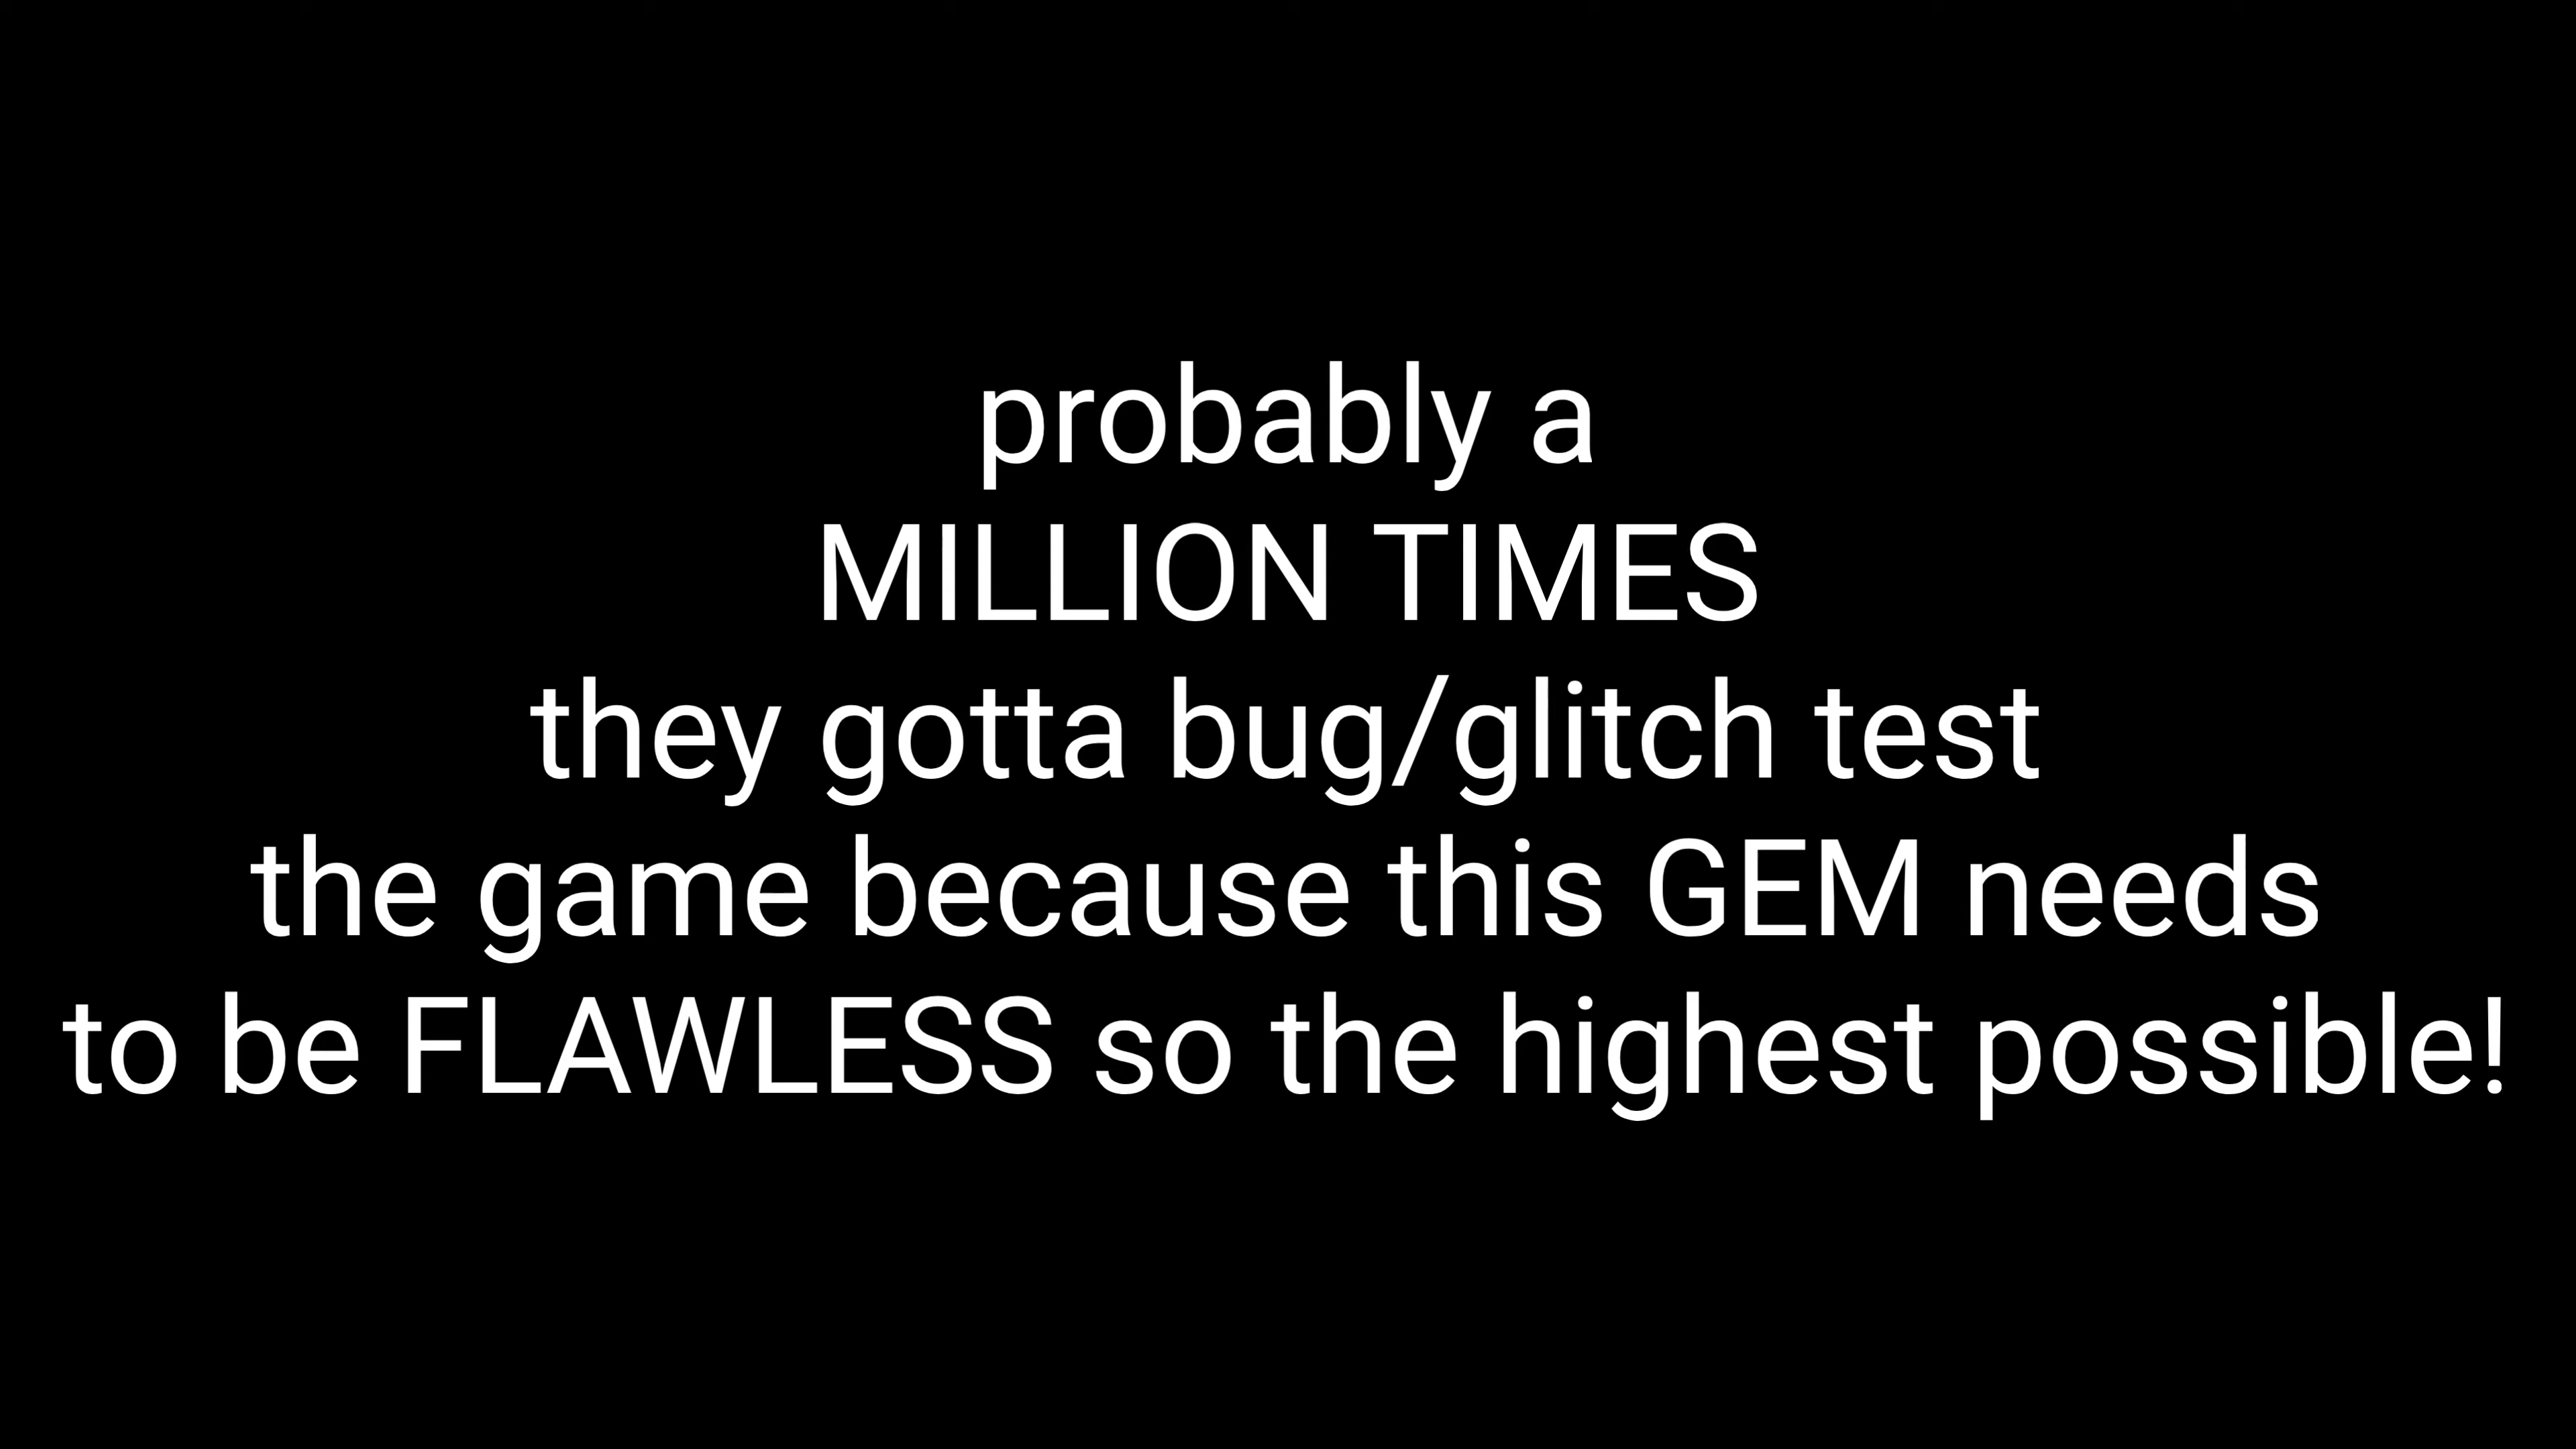 probably a
MILLION TIMES
they gotta bug/glitch test
the game because this GEM needs
to be FLAWLESS so the highest possible!